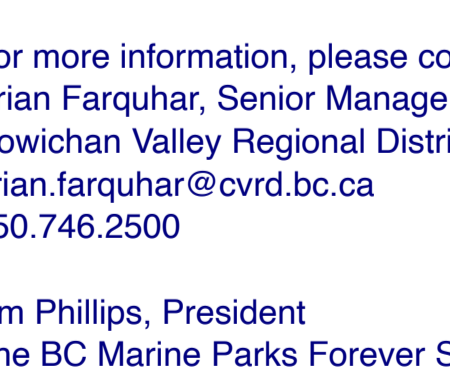 or more information, please co
rian Farquhar, Senior Manage
owichan Valley Regional Distri
rian.farquhar@cvrd.bc.ca
50.746.2500
m Phillips, President
he BC Marine Parks Forever S